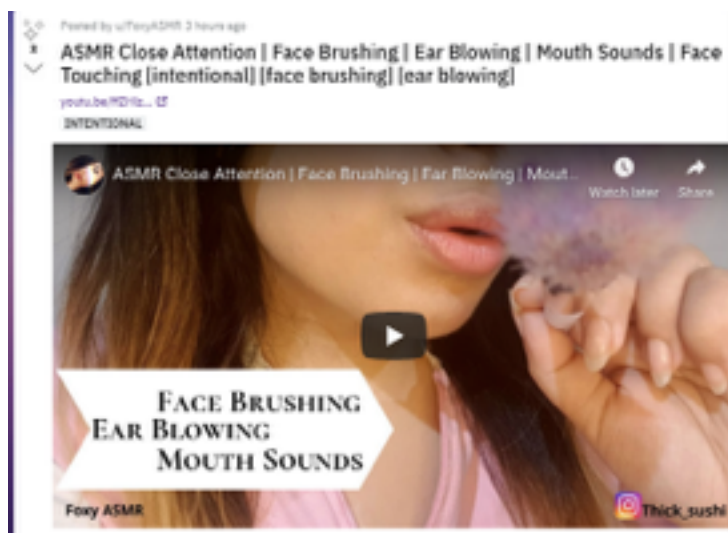 Posted by u/FoxyASMR 3 hours ago
ASMR Close Attention | Face Brushing | Ear Blowing | Mouth Sounds | Face
Touching [intentional] [face brushing] [ear blowing]
INTENTIONAL
ASMR Close Attention | Face Brushing | Ear Blowing | Mout...
Watch later
Share
FACE BRUSHING
EAR BLOWING
MOUTH SOUNDS
Foxy ASMR
Thick_sushi